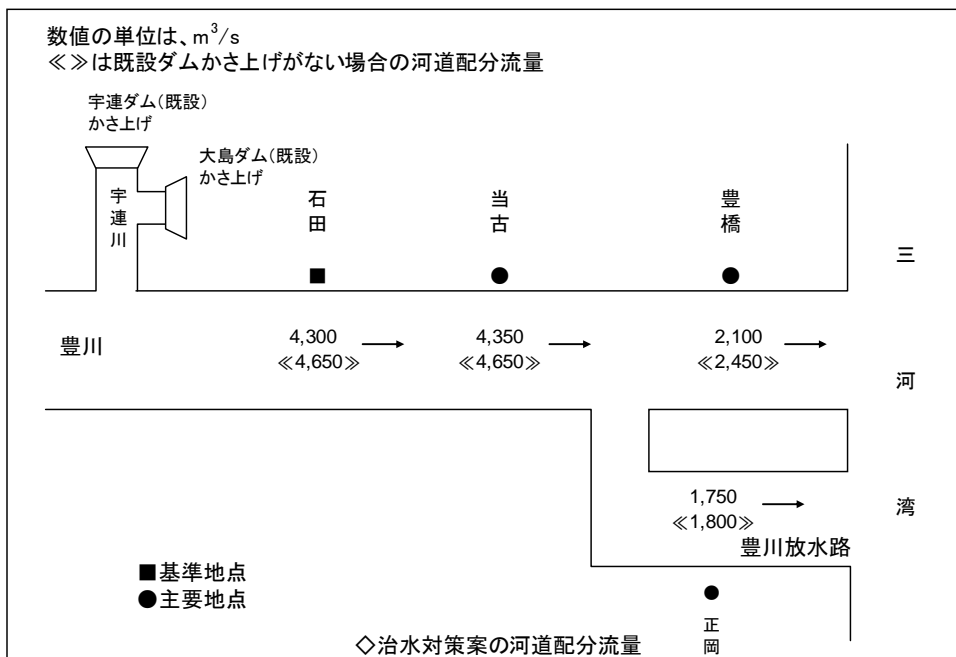 数値の単位は、m³/s
≪≫は既設ダムかさ上げがない場合の河道配分流量
宇連ダム(既設)
かさ上げ
大島ダム(既設)
かさ上げ
宇連川
石田
当古
豊橋
三河湾
豊川
4,300
≪4,650≫
4,350
≪4,650≫
2,100
≪2,450≫
1,750
≪1,800≫
豊川放水路
■基準地点
●主要地点
正岡
◇治水対策案の河道配分流量